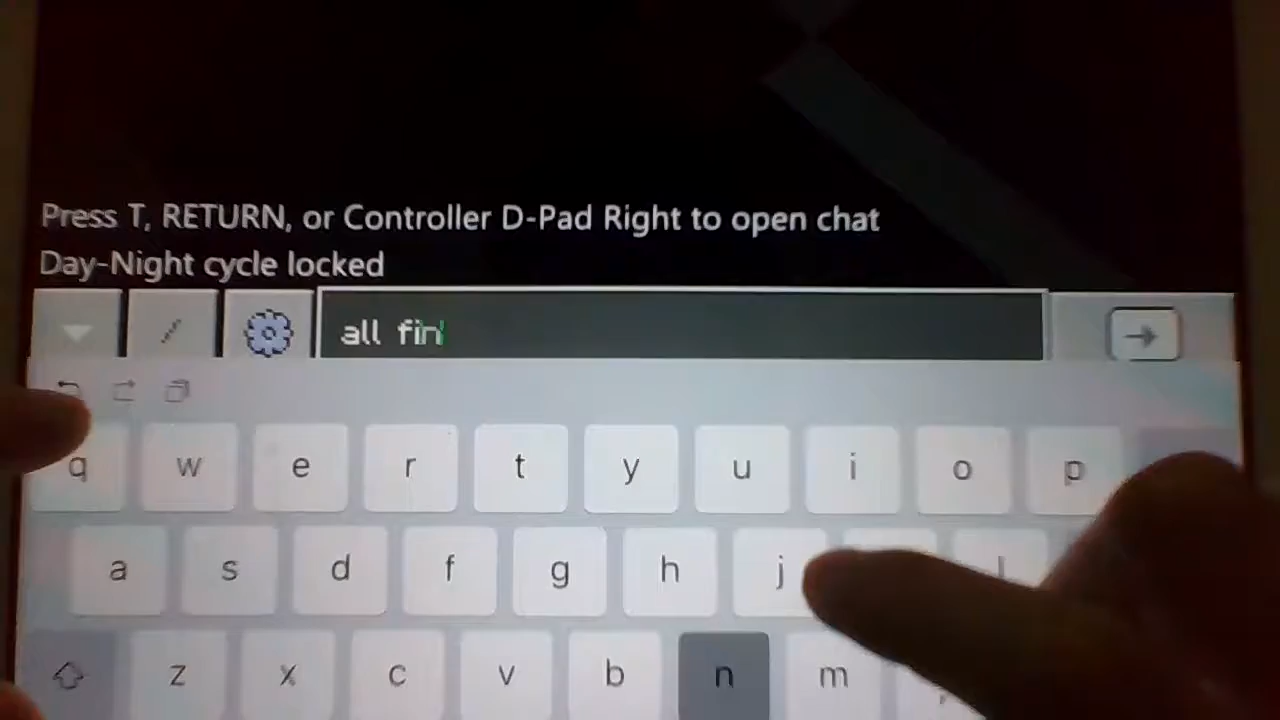 Press T, RETURN, or Controller D-Pad Right to open chat
Day-Night cycle locked
all fin
q w e r t y u i o p
a s d f g h j l
z x c v b n m ,